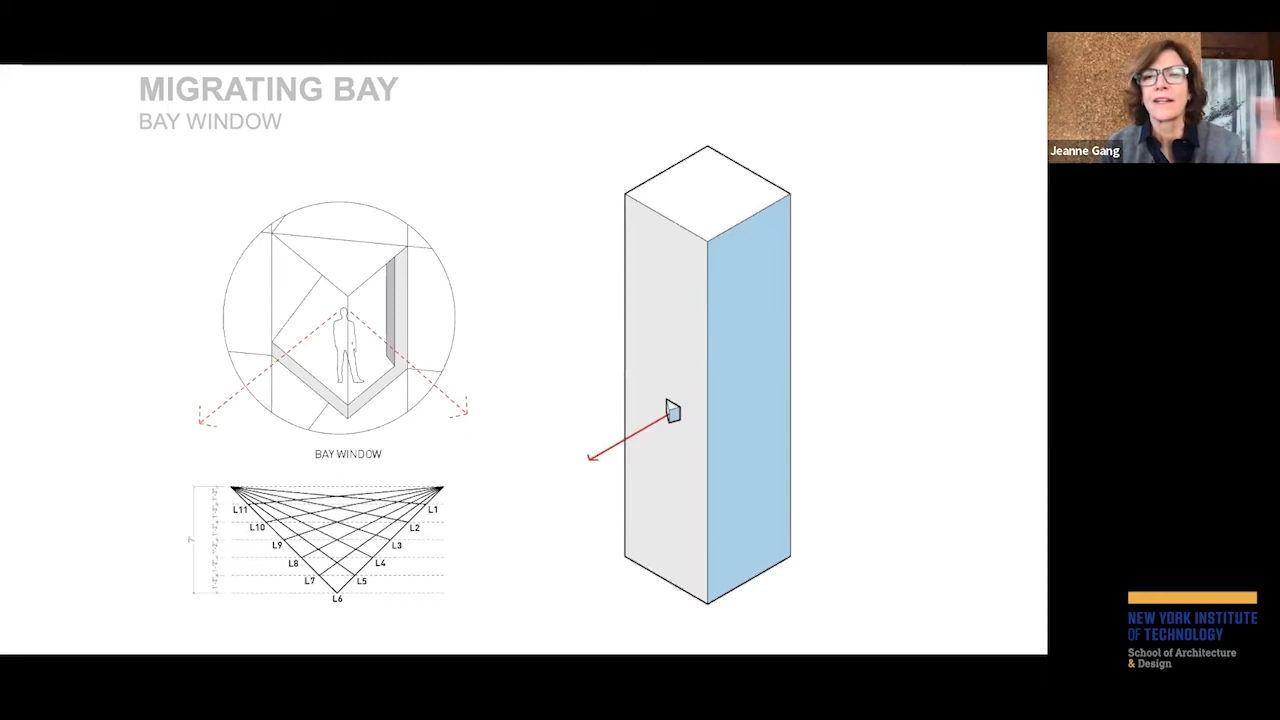 MIGRATING BAY
BAY WINDOW
Jeanne Gang
BAY WINDOW
L11
L1
L10
L2
L9
L3
L8
L4
L7
L5
L6
7'
NEW YORK INSTITUTE
OF TECHNOLOGY
School of Architecture
& Design